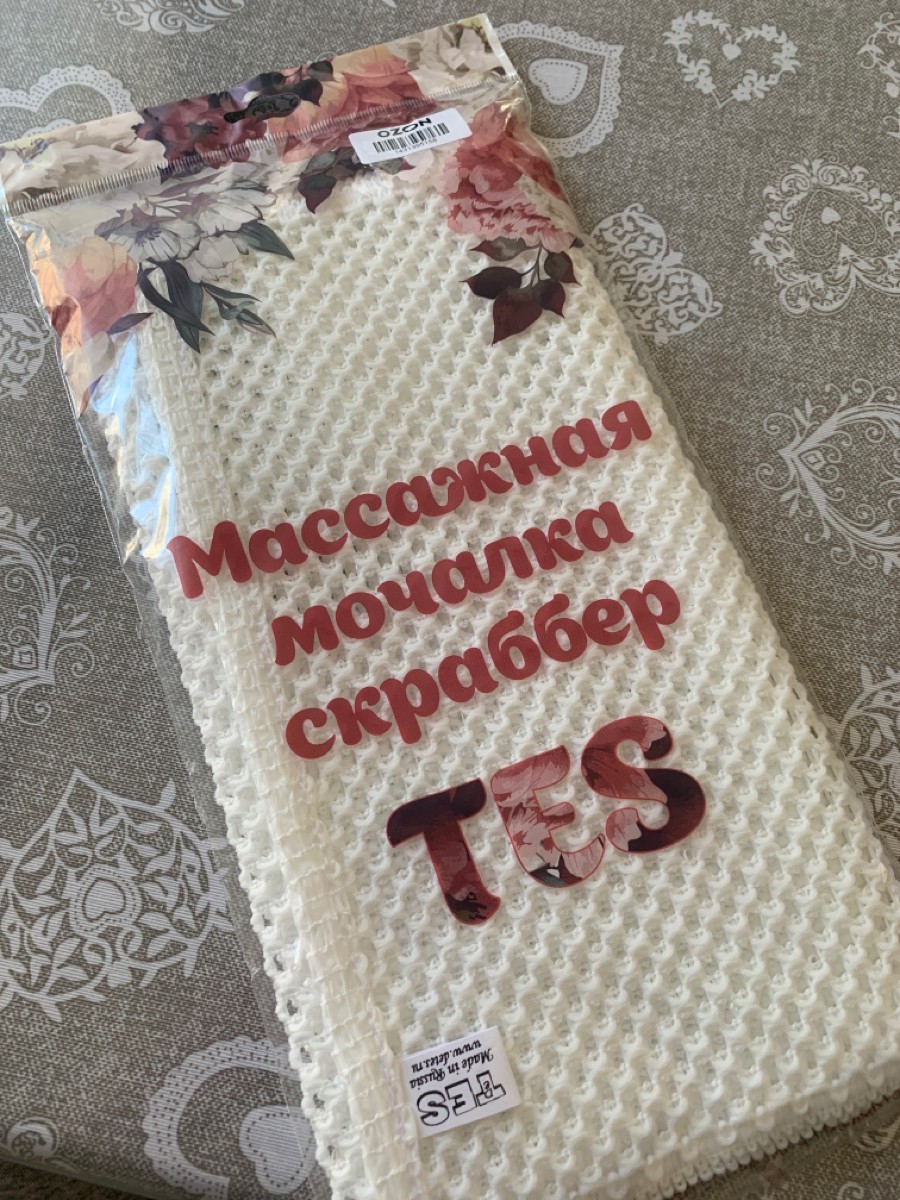 OZON
Массажная
мочалка
скраббер
TES
TES
Made in Russia
www.detes.ru